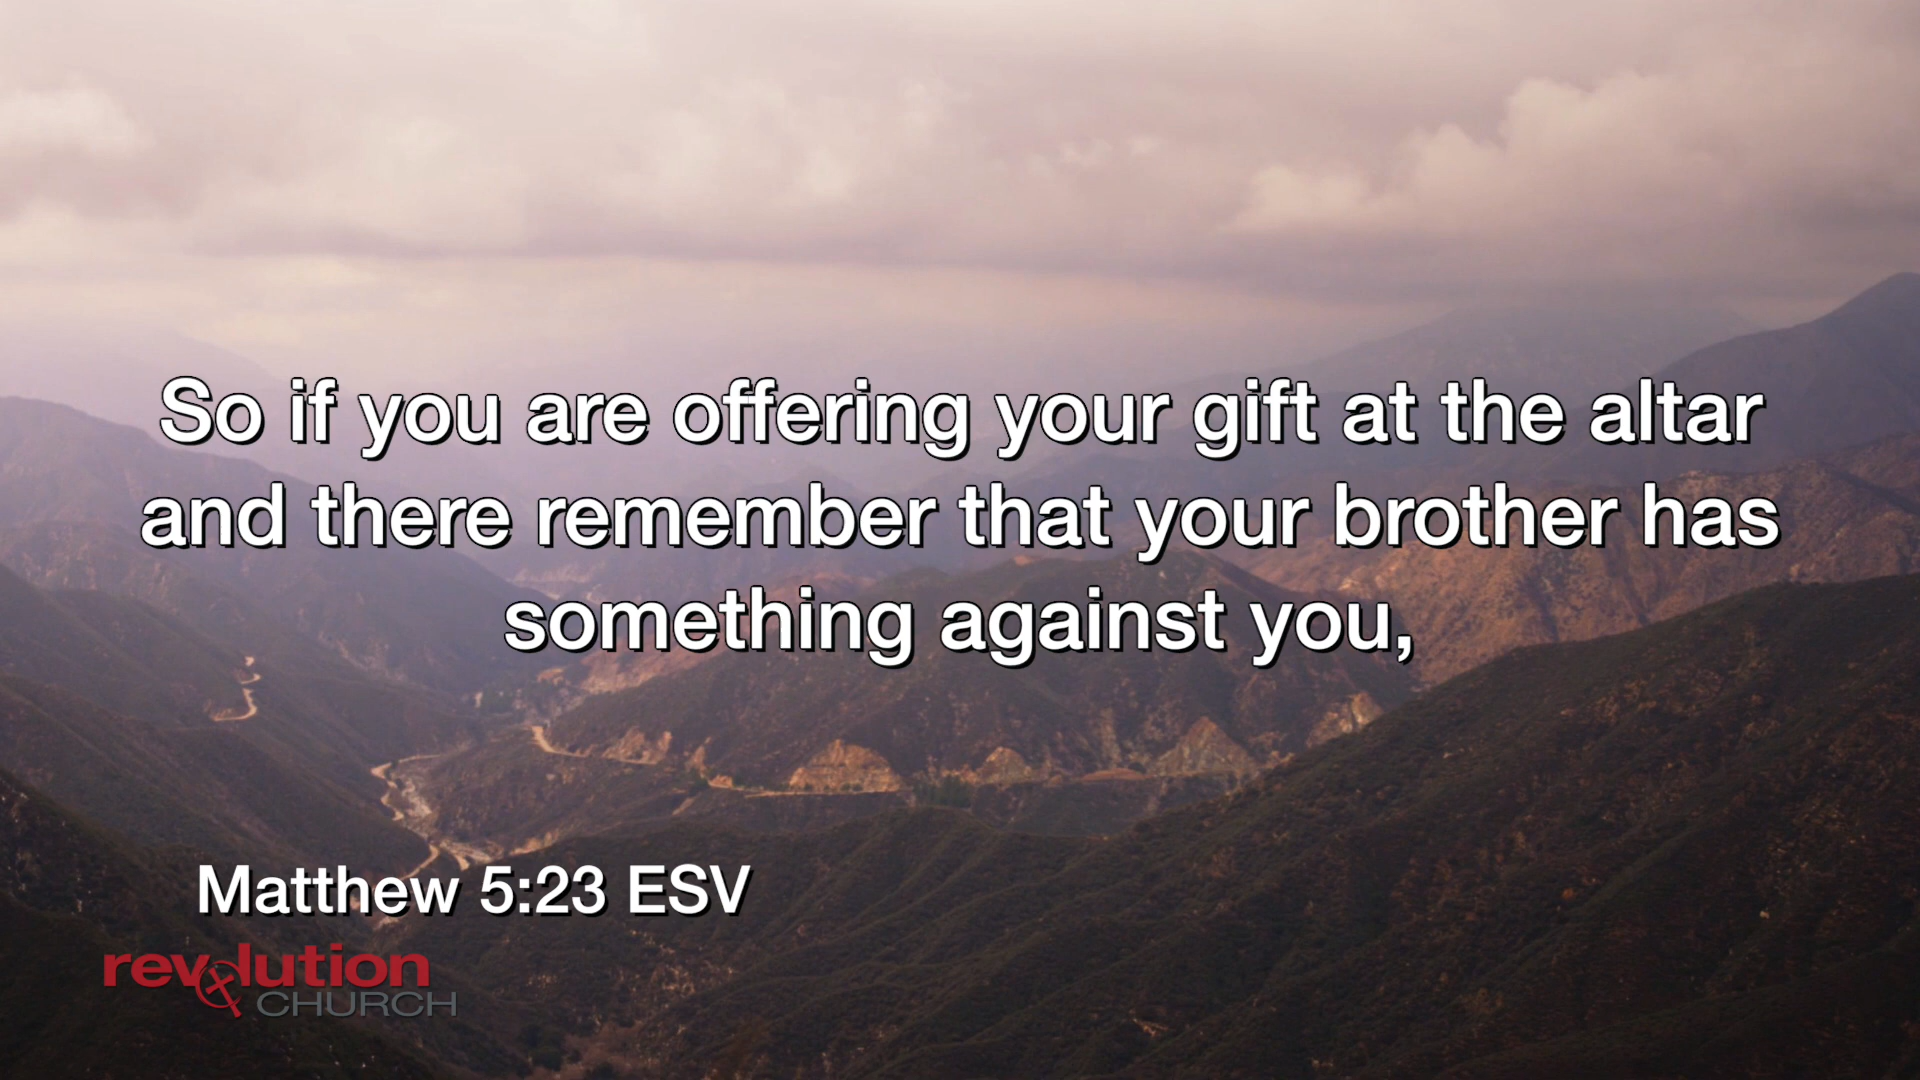 So if you are offering your gift at the altar
and there remember that your brother has
something against you,
Matthew 5:23 ESV
revolution
CHURCH